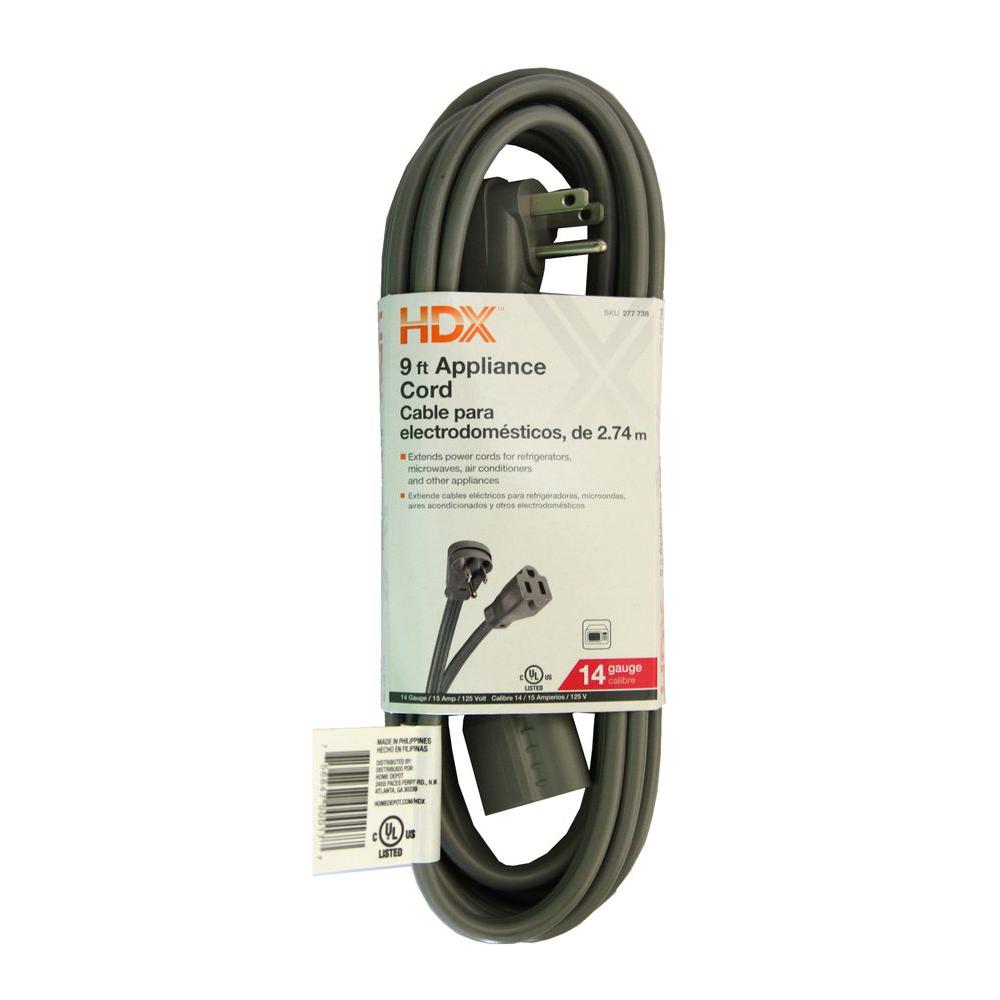 HDX™
SKU 277 738
9 ft Appliance
Cord
Cable para
electrodomésticos, de 2.74 m
Extends power cords for refrigerators,
microwaves, air conditioners
and other appliances
Extiende cables eléctricos para refrigeradores, microondas,
aires acondicionados y otros electrodomésticos
C UL US
LISTED
14 gauge
calibre
14 Gauge / 15 Amp / 125 Volt Calibre 14 / 15 Amperios / 125 V
MADE IN PHILIPPINES
HECHO EN FILIPINAS
DISTRIBUTED BY:
DISTRIBUIDO POR:
HOME DEPOT
2455 PACES FERRY RD., N.W.
ATLANTA, GA 30339
HOMEDEPOT.COM/HDX
C UL US
LISTED